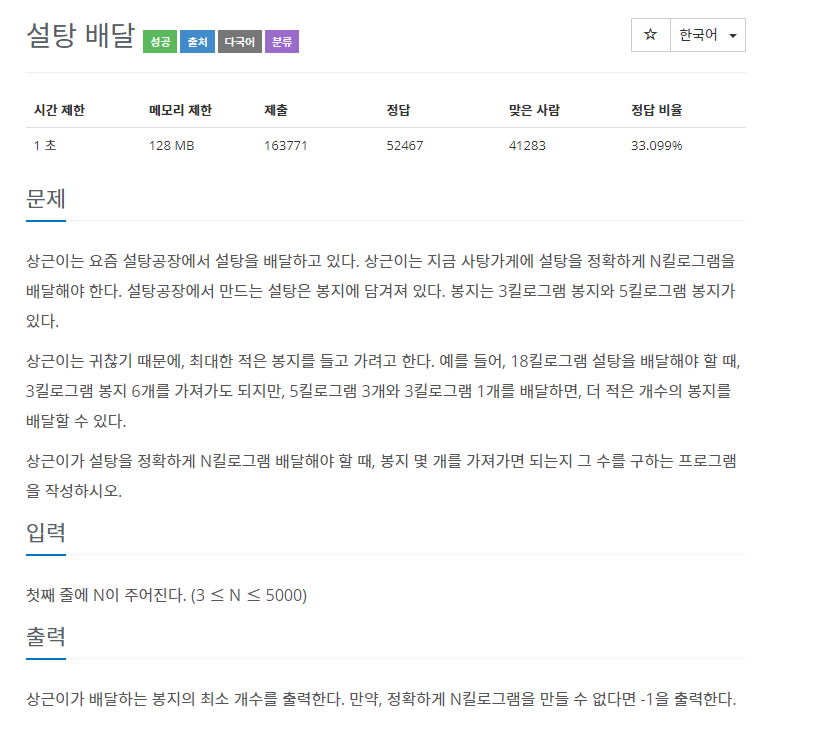 설탕 배달 성공 출처 다국어 분류
☆ 한국어
시간 제한 메모리 제한 제출 정답 맞은 사람 정답 비율
1 초 128 MB 163771 52467 41283 33.099%
문제
상근이는 요즘 설탕공장에서 설탕을 배달하고 있다. 상근이는 지금 사탕가게에 설탕을 정확하게 N킬로그램을
배달해야 한다. 설탕공장에서 만드는 설탕은 봉지에 담겨져 있다. 봉지는 3킬로그램 봉지와 5킬로그램 봉지가
있다.
상근이는 귀찮기 때문에, 최대한 적은 봉지를 들고 가려고 한다. 예를 들어, 18킬로그램 설탕을 배달해야 할 때,
3킬로그램 봉지 6개를 가져가도 되지만, 5킬로그램 3개와 3킬로그램 1개를 배달하면, 더 적은 개수의 봉지를
배달할 수 있다.
상근이가 설탕을 정확하게 N킬로그램 배달해야 할 때, 봉지 몇 개를 가져가면 되는지 그 수를 구하는 프로그램
을 작성하시오.
입력
첫째 줄에 N이 주어진다. (3 ≤ N ≤ 5000)
출력
상근이가 배달하는 봉지의 최소 개수를 출력한다. 만약, 정확하게 N킬로그램을 만들 수 없다면 -1을 출력한다.